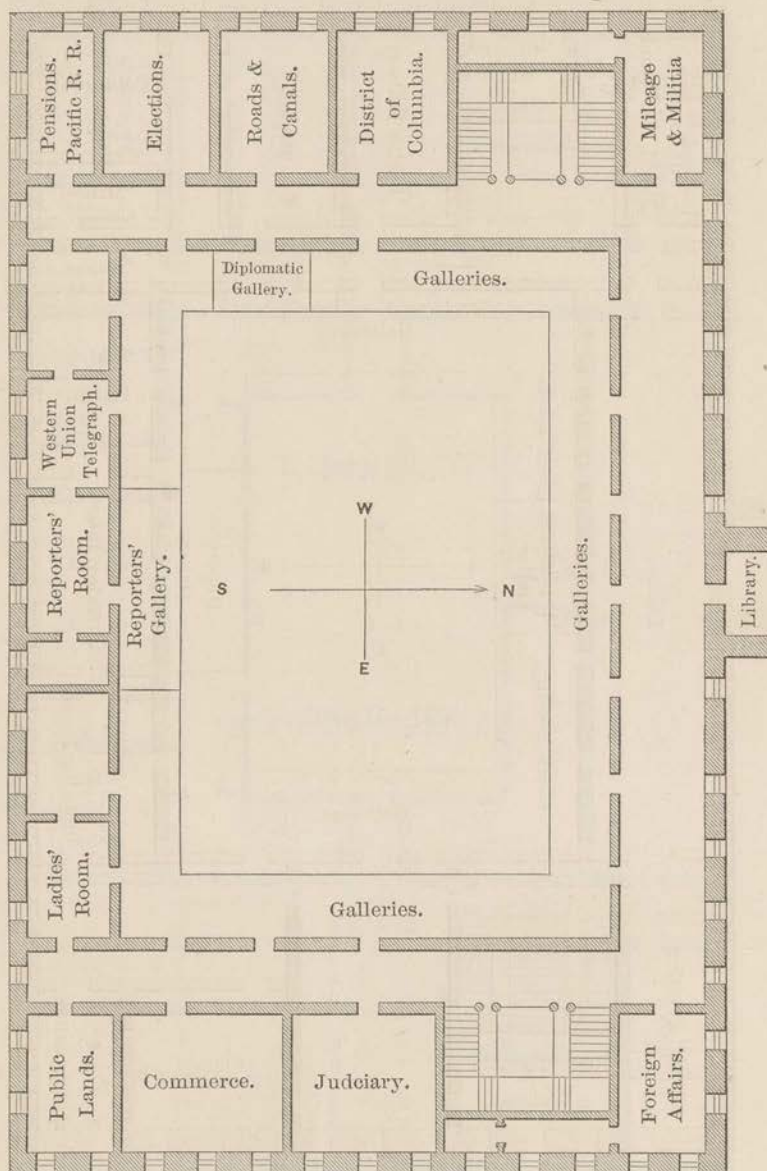 Pensions.
Pacific R. R.
Elections.
Roads &
Canals.
District
of
Columbia.
Mileage
& Militia
Diplomatic
Gallery.
Galleries.
Western
Union
Telegraph.
Reporters'
Room.
Reporters'
Gallery.
W
S
N
E
Galleries.
Library.
Ladies'
Room.
Galleries.
Public
Lands.
Commerce.
Judciary.
Foreign
Affairs.